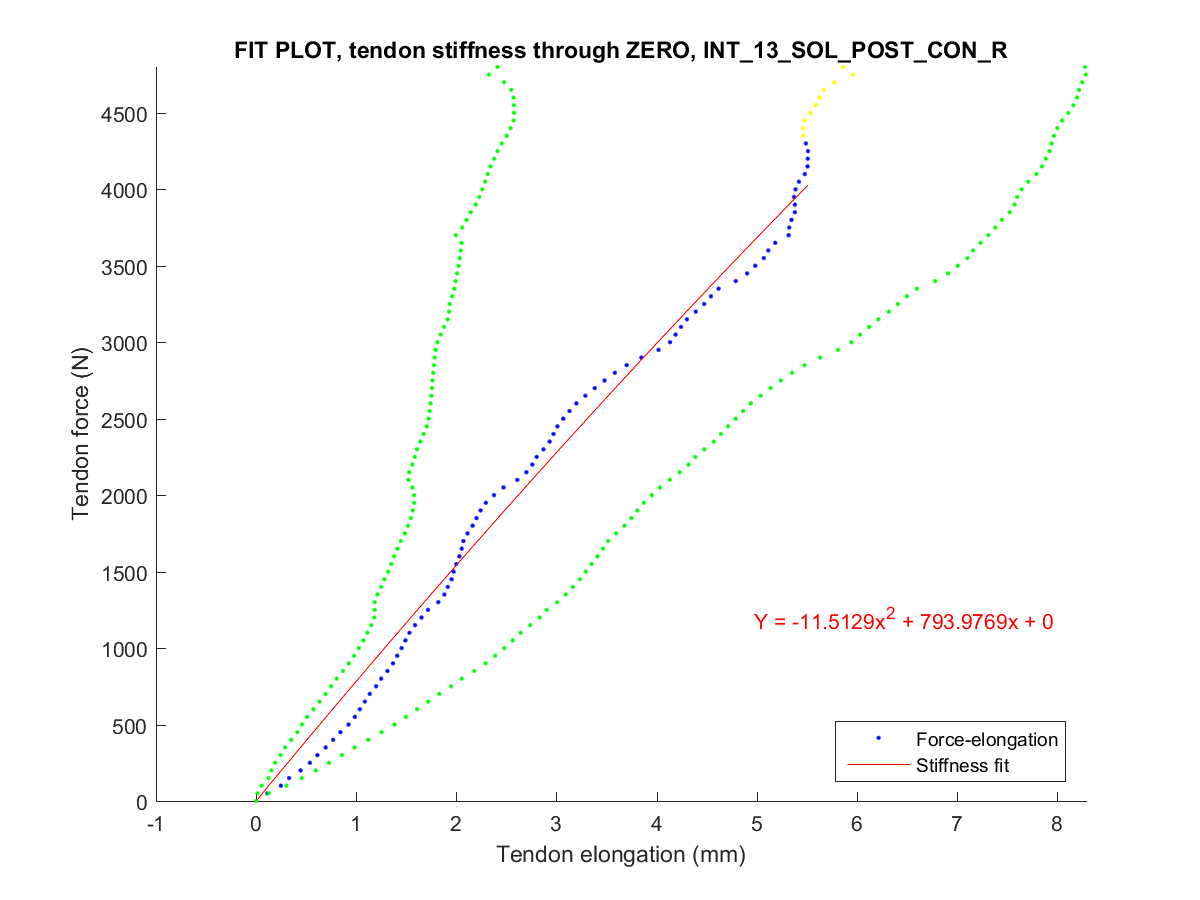 FIT PLOT, tendon stiffness through ZERO, INT_13_SOL_POST_CON_R
4500
4000
3500
3000
2500
2000
1500
1000
500
0
Tendon force (N)
Y = -11.5129x² + 793.9769x + 0
Force-elongation
Stiffness fit
-1 0 1 2 3 4 5 6 7 8
Tendon elongation (mm)